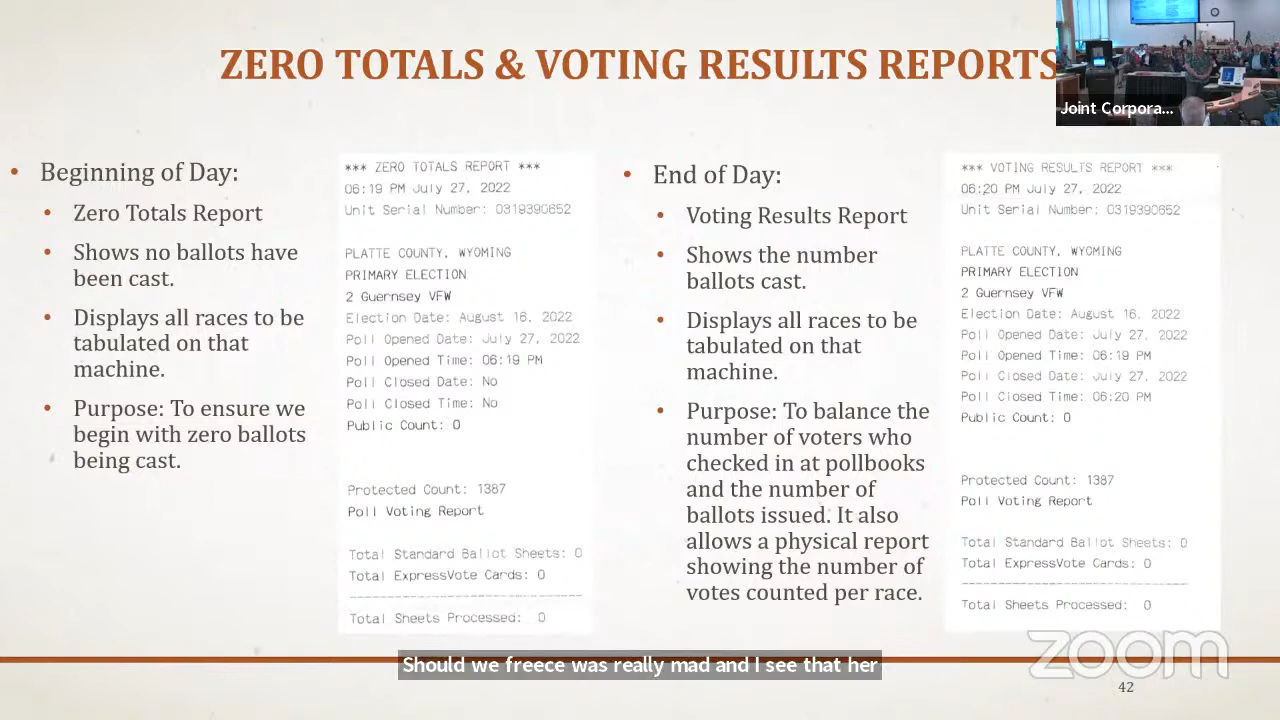 ZERO TOTALS & VOTING RESULTS REPORTS
Joint Corpora...
• Beginning of Day:
• Zero Totals Report
• Shows no ballots have
been cast.
• Displays all races to be
tabulated on that
machine.
• Purpose: To ensure we
begin with zero ballots
being cast.
*** ZERO TOTALS REPORT ***
06:19 PM July 27, 2022
Unit Serial Number: 0319390652
PLATTE COUNTY, WYOMING
PRIMARY ELECTION
2 Guernsey VFW
Election Date: August 16, 2022
Poll Opened Date: July 27, 2022
Poll Opened Time: 06:19 PM
Poll Closed Date: No
Poll Closed Time: No
Public Count: 0
Protected Count: 1387
Poll Voting Report
Total Standard Ballot Sheets: 0
Total ExpressVote Cards: 0
Total Sheets Processed: 0
• End of Day:
• Voting Results Report
• Shows the number
ballots cast.
• Displays all races to be
tabulated on that
machine.
• Purpose: To balance the
number of voters who
checked in at pollbooks
and the number of
ballots issued. It also
allows a physical report
showing the number of
votes counted per race.
*** VOTING RESULTS REPORT ***
06:20 PM July 27, 2022
Unit Serial Number: 0319390652
PLATTE COUNTY, WYOMING
PRIMARY ELECTION
2 Guernsey VFW
Election Date: August 16, 2022
Poll Opened Date: July 27, 2022
Poll Opened Time: 06:19 PM
Poll Closed Date: July 27, 2022
Poll Closed Time: 06:20 PM
Public Count: 0
Protected Count: 1387
Poll Voting Report
Total Standard Ballot Sheets: 0
Total ExpressVote Cards: 0
Total Sheets Processed: 0
zoom
Should we freece was really mad and I see that her
42